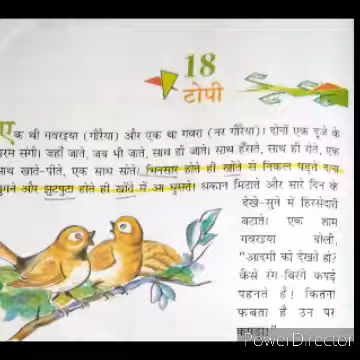 18
टोपी
एक थी गवरइया (गौरैया) और एक था गवरा (नर गौरैया)। दोनों एक दूजे के
परम संगी। जहाँ जाते, जब भी जाते, साथ ही जाते। साथ हँसते, साथ ही रोते, एक
साथ खाते-पीते, एक साथ सोते। भिनसार होते ही खोंते से निकल पड़ते दाना
चुगने और झुटपुटा होते ही खोंते में आ घुसते। थकान मिटाते और सारे दिन के
देखे-सुने में हिस्सेदारी
बटाते। एक शाम
गवरइया बोली,
"आदमी को देखते हो?
कैसे रंग बिरंगे कपड़े
पहनते हैं! कितना
फबता है उन पर
कपड़ा!"
PowerDirector